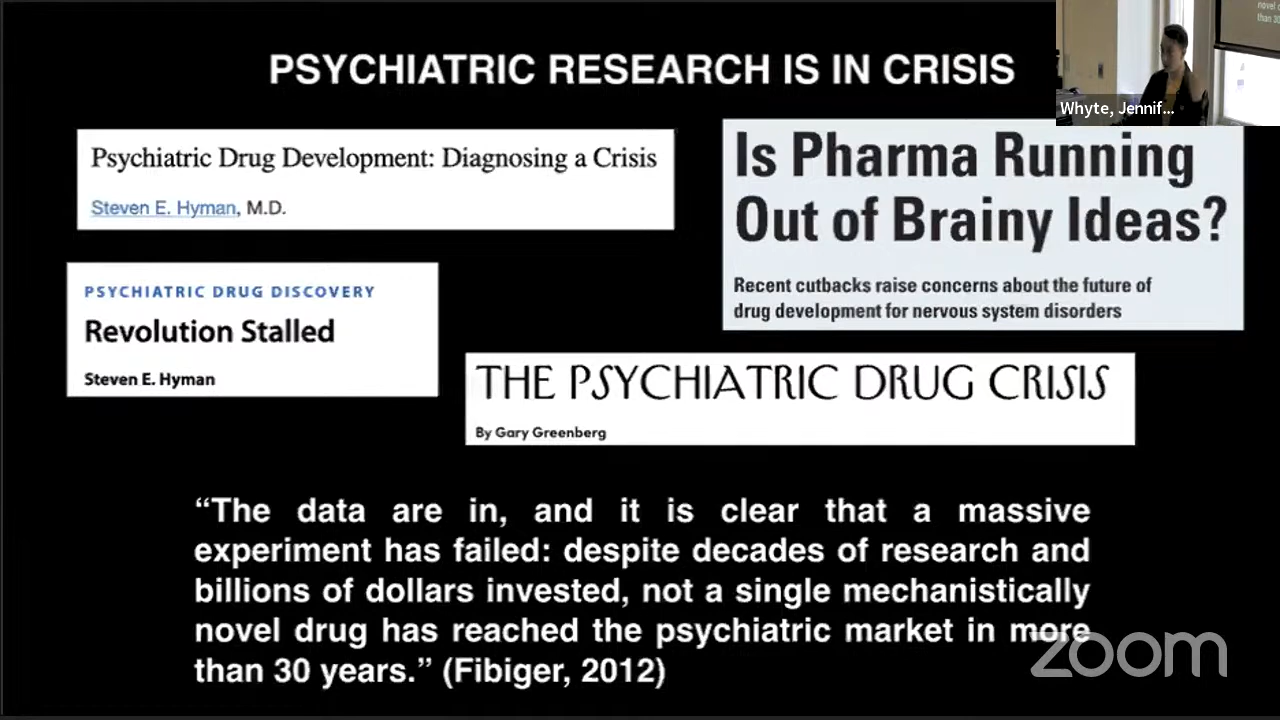 PSYCHIATRIC RESEARCH IS IN CRISIS
novel
than 30
Whyte, Jennif...
Psychiatric Drug Development: Diagnosing a Crisis
Steven E. Hyman, M.D.
Is Pharma Running
Out of Brainy Ideas?
Recent cutbacks raise concerns about the future of
drug development for nervous system disorders
PSYCHIATRIC DRUG DISCOVERY
Revolution Stalled
Steven E. Hyman
THE PSYCHIATRIC DRUG CRISIS
By Gary Greenberg
“The data are in, and it is clear that a massive
experiment has failed: despite decades of research and
billions of dollars invested, not a single mechanistically
novel drug has reached the psychiatric market in more
than 30 years.” (Fibiger, 2012)
zoom